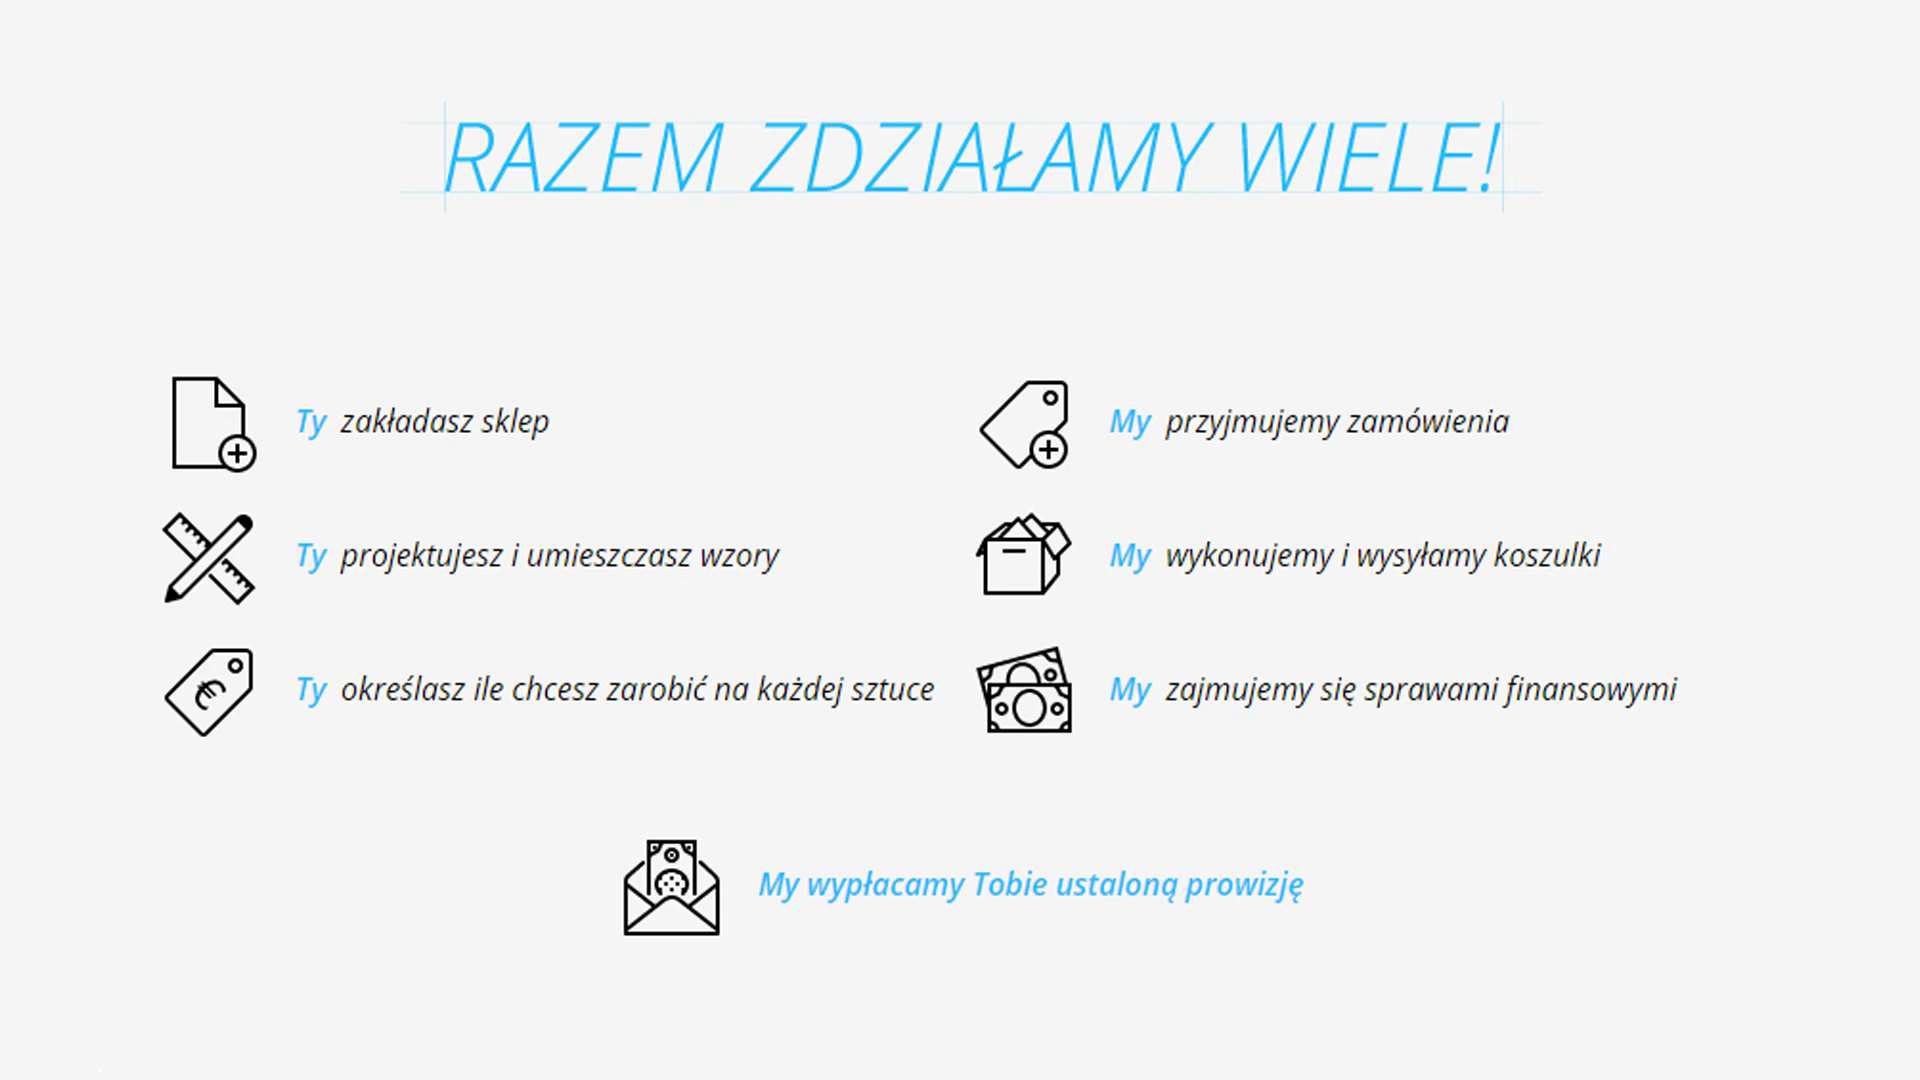 RAZEM ZDZIAŁAMY WIELE!
Ty zakładasz sklep
Ty projektujesz i umieszczasz wzory
Ty określasz ile chcesz zarobić na każdej sztuce
My przyjmujemy zamówienia
My wykonujemy i wysyłamy koszulki
My zajmujemy się sprawami finansowymi
My wypłacamy Tobie ustaloną prowizję